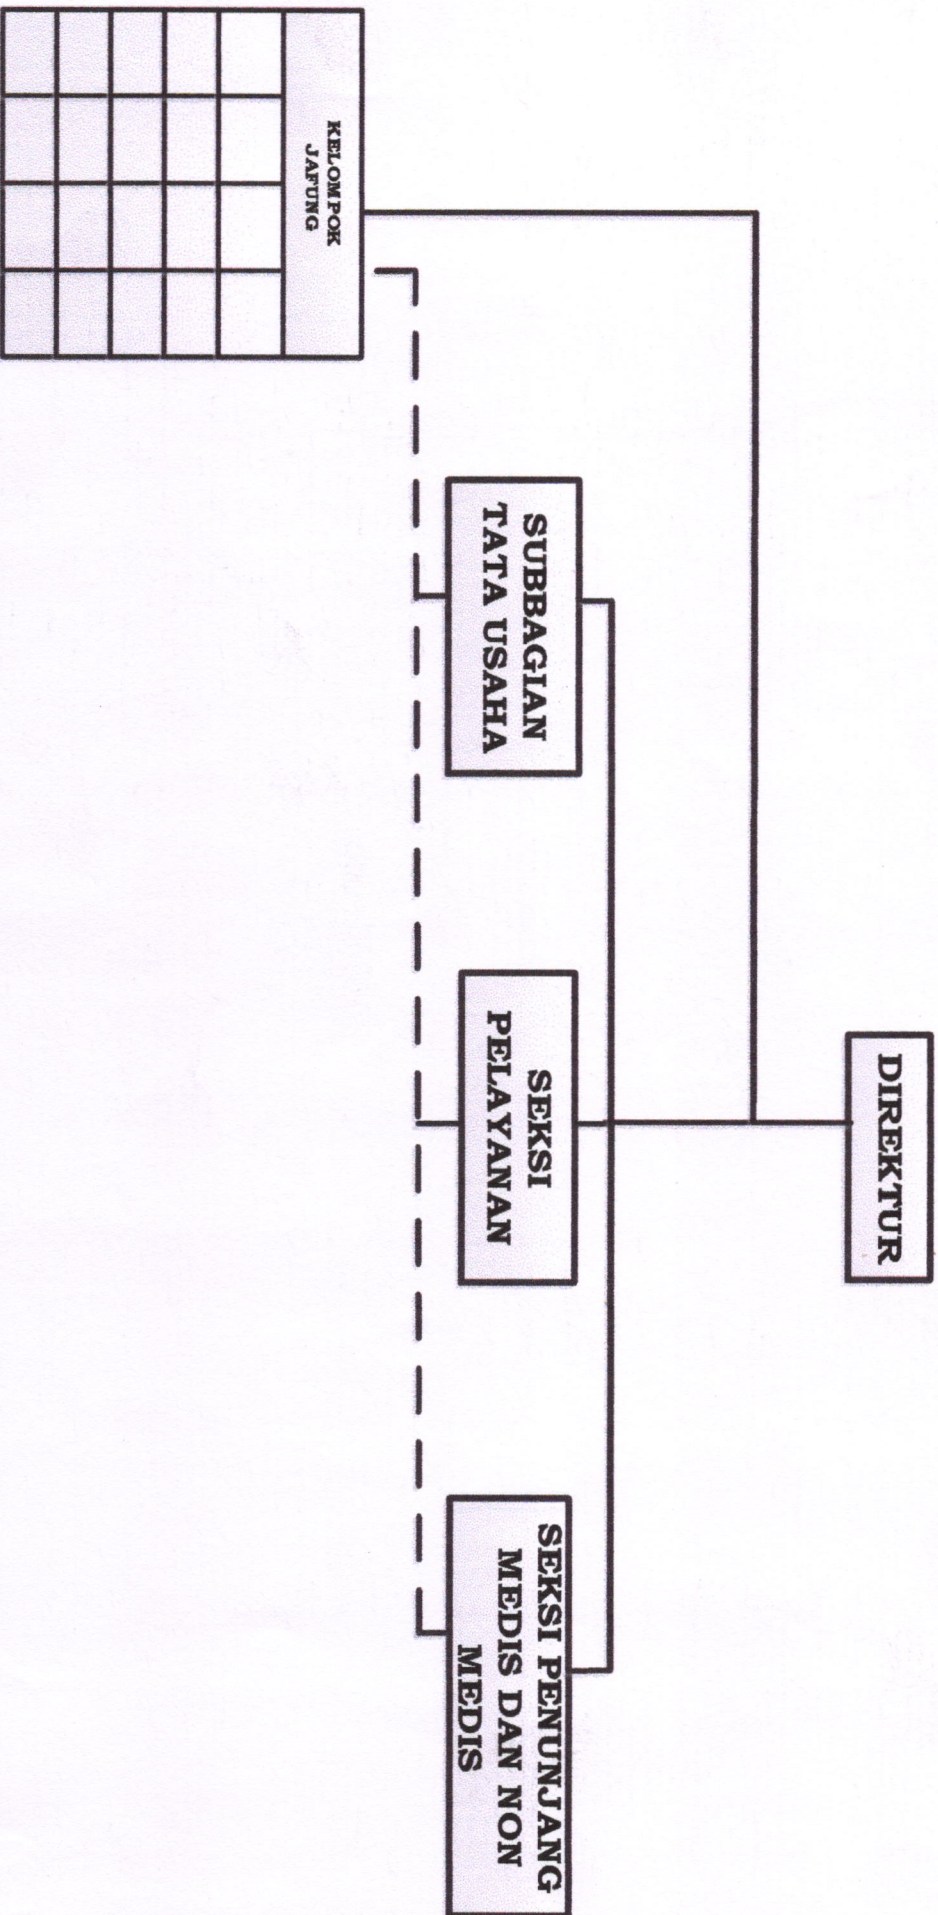 DIREKTUR
SUBBAGIAN
TATA USAHA
SEKSI
PELAYANAN
SEKSI PENUNJANG
MEDIS DAN NON
MEDIS
KELOMPOK
JAFUNG